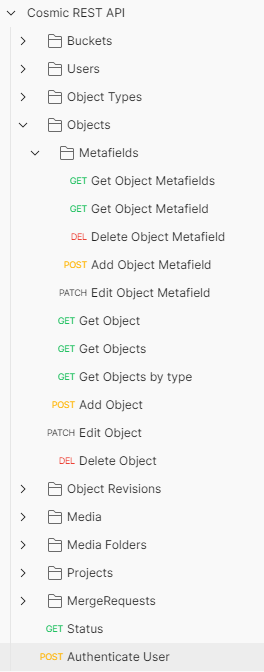 Cosmic REST API
Buckets
Users
Object Types
Objects
Metafields
GET Get Object Metafields
GET Get Object Metafield
DEL Delete Object Metafield
POST Add Object Metafield
PATCH Edit Object Metafield
GET Get Object
GET Get Objects
GET Get Objects by type
POST Add Object
PATCH Edit Object
DEL Delete Object
Object Revisions
Media
Media Folders
Projects
MergeRequests
GET Status
POST Authenticate User